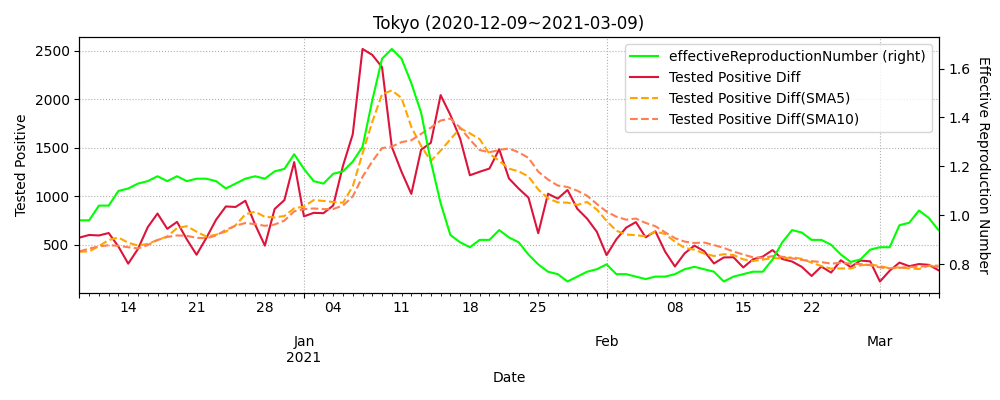 Tokyo (2020-12-09~2021-03-09)
effectiveReproductionNumber (right)
Tested Positive Diff
Tested Positive Diff(SMA5)
Tested Positive Diff(SMA10)
Tested Positive
2500
2000
1500
1000
500
Effective Reproduction Number
1.6
1.4
1.2
1.0
0.8
14 21 28 04 11 18 25 08 15 22
Jan Feb Mar
2021
Date